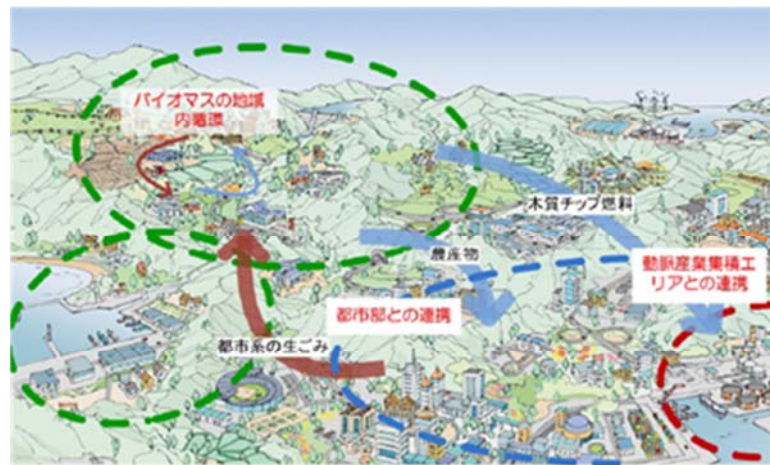 バイオマスの地域
内循環
木質チップ燃料
農産物
動脈産業集積エ
リアとの連携
都市部との連携
都市系の生ごみ